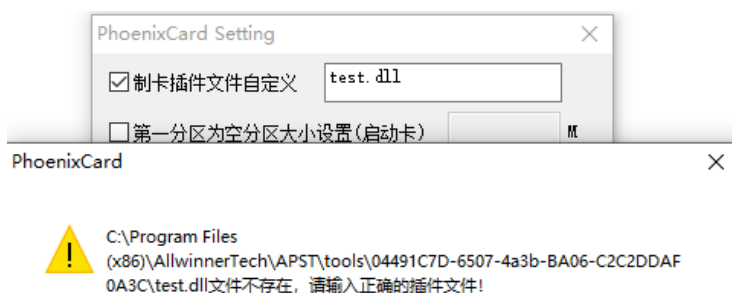 PhoenixCard Setting
制卡插件文件自定义
test.dll
第一分区为空分区大小设置(启动卡)
M
PhoenixCard
C:\Program Files
(x86)\AllwinnerTech\APST\tools\04491C7D-6507-4a3b-BA06-C2C2DDAF
0A3C\test.dll文件不存在，请输入正确的插件文件!